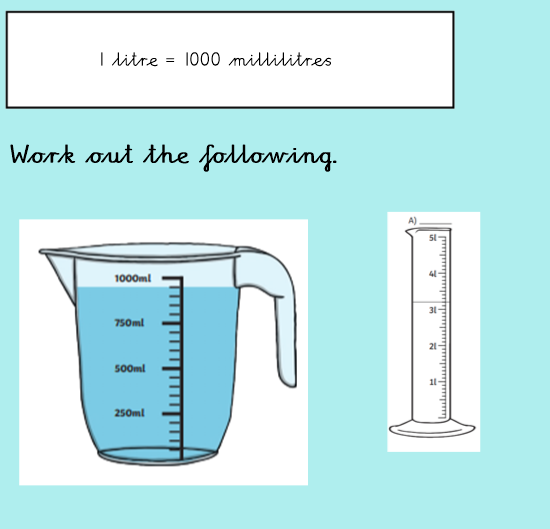 1 litre = 1000 millilitres
Work out the following.
1000ml
750ml
500ml
250ml
A)
5l
4l
3l
2l
1l